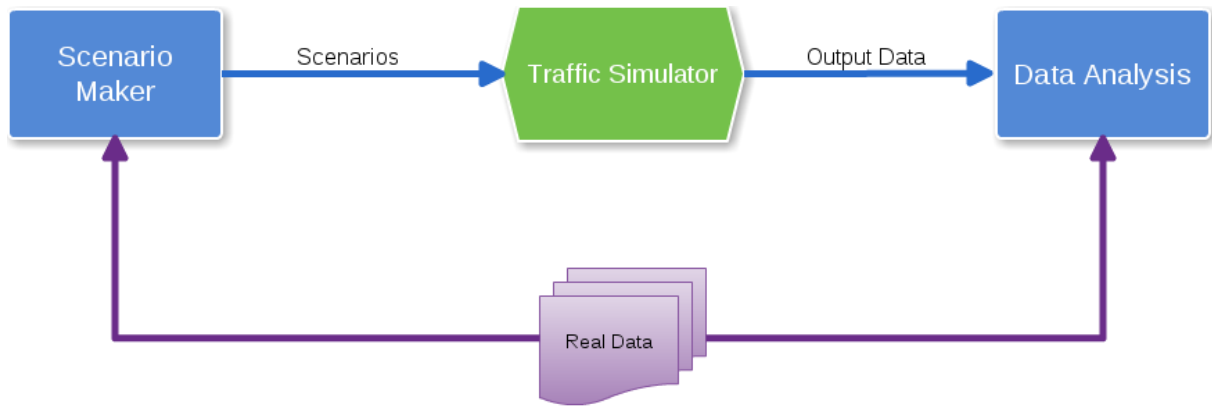 Scenario
Maker
Scenarios
Traffic Simulator
Output Data
Data Analysis
Real Data